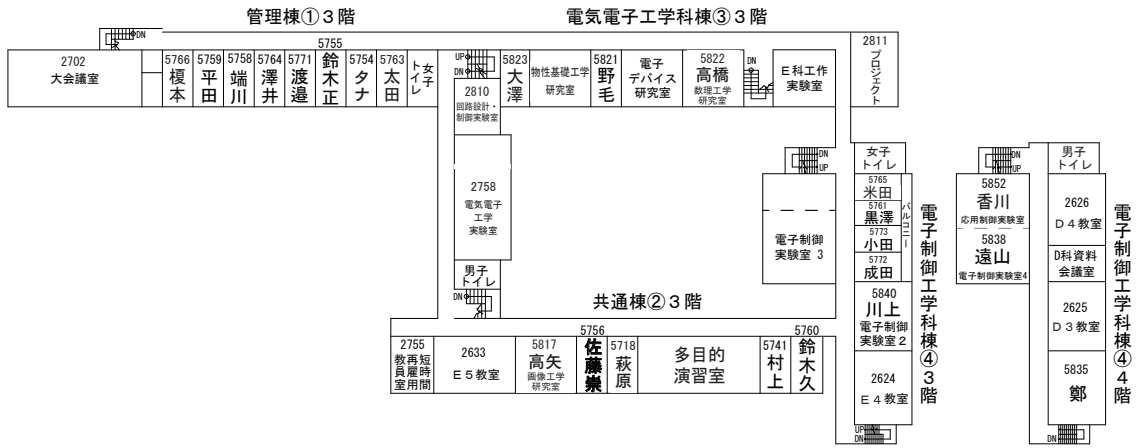 管理棟①３階
電気電子工学科棟③３階
DN
2702
大会議室
5766
榎本
5759
平田
5758
端川
5764
澤井
5771
渡邉
5755
鈴木正
5754
タナ
5763
太田
女子
トイレ
UP
DN
2810
回路設計・
制御実験室
5823
大澤
物性基礎工学
研究室
5821
野毛
電子
デバイス
研究室
5822
高橋
数理工学
研究室
DN
Ｅ科工作
実験室
2811
プロジェクト
2758
電気電子
工学
実験室
男子
トイレ
DN
DN
UP
電子制御
実験室 3
女子
トイレ
5765
米田
5761
黒澤
5773
小田
5772
成田
バルコニー
5840
川上
電子制御
実験室２
2624
Ｅ４教室
UP
DN
電子制御工学科棟④３階
共通棟②３階
2755
短時間
再雇用
教員室
2633
Ｅ５教室
5817
高矢
画像工学
研究室
5756
佐藤崇
5718
萩原
多目的
演習室
5741
村上
5760
鈴木久
DN
5852
香川
応用制御実験室
5838
遠山
電子制御実験室4
男子
トイレ
2626
Ｄ４教室
D科資料
会議室
2625
Ｄ３教室
5835
鄭
DN
電子制御工学科棟④４階